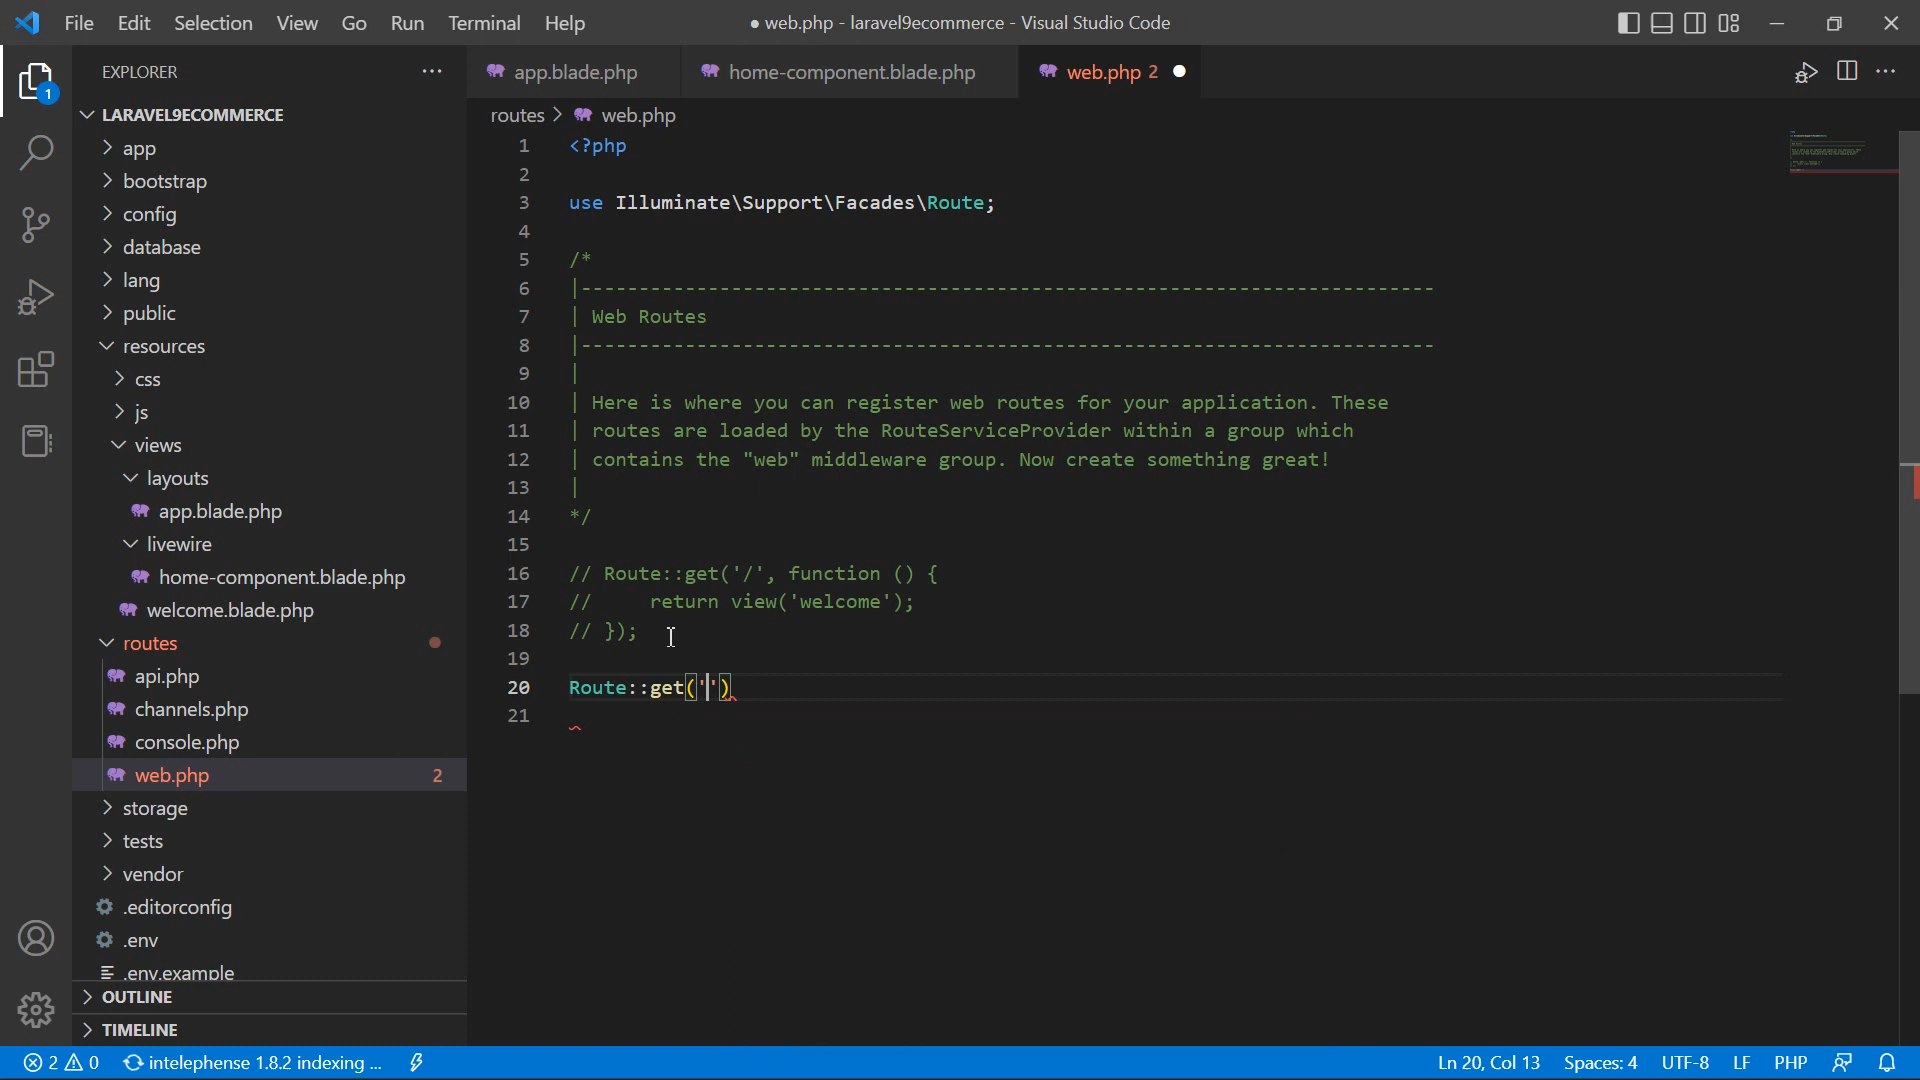 File Edit Selection View Go Run Terminal Help
● web.php - laravel9ecommerce - Visual Studio Code
EXPLORER
1
LARAVEL9ECOMMERCE
app
bootstrap
config
database
lang
public
resources
css
js
views
layouts
app.blade.php
livewire
home-component.blade.php
welcome.blade.php
routes
api.php
channels.php
console.php
web.php 2
storage
tests
vendor
.editorconfig
.env
.env.example
OUTLINE
TIMELINE
app.blade.php home-component.blade.php web.php 2 ●
routes > web.php
1 <?php
2
3 use Illuminate\Support\Facades\Route;
4
5 /*
6 |--------------------------------------------------------------------------
7 | Web Routes
8 |--------------------------------------------------------------------------
9 |
10 | Here is where you can register web routes for your application. These
11 | routes are loaded by the RouteServiceProvider within a group which
12 | contains the "web" middleware group. Now create something great!
13 |
14 */
15
16 // Route::get('/', function () {
17 //     return view('welcome');
18 // });
19
20 Route::get('')
21
2 0 intelephense 1.8.2 indexing ...
Ln 20, Col 13 Spaces: 4 UTF-8 LF PHP